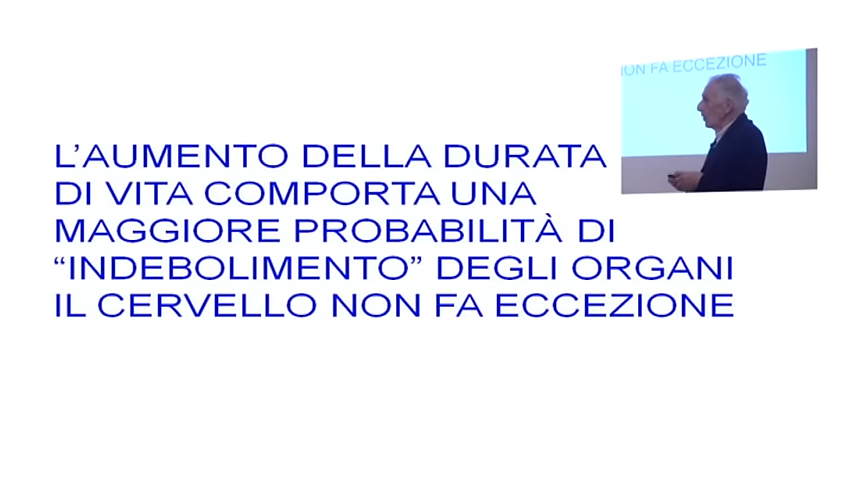 L’AUMENTO DELLA DURATA
DI VITA COMPORTA UNA
MAGGIORE PROBABILITÀ DI
“INDEBOLIMENTO” DEGLI ORGANI
IL CERVELLO NON FA ECCEZIONE
NON FA ECCEZIONE